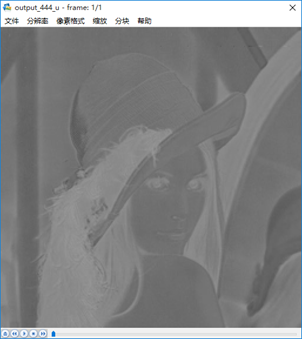 output_444_u - frame: 1/1
文件 分辨率 像素格式 缩放 分块 帮助